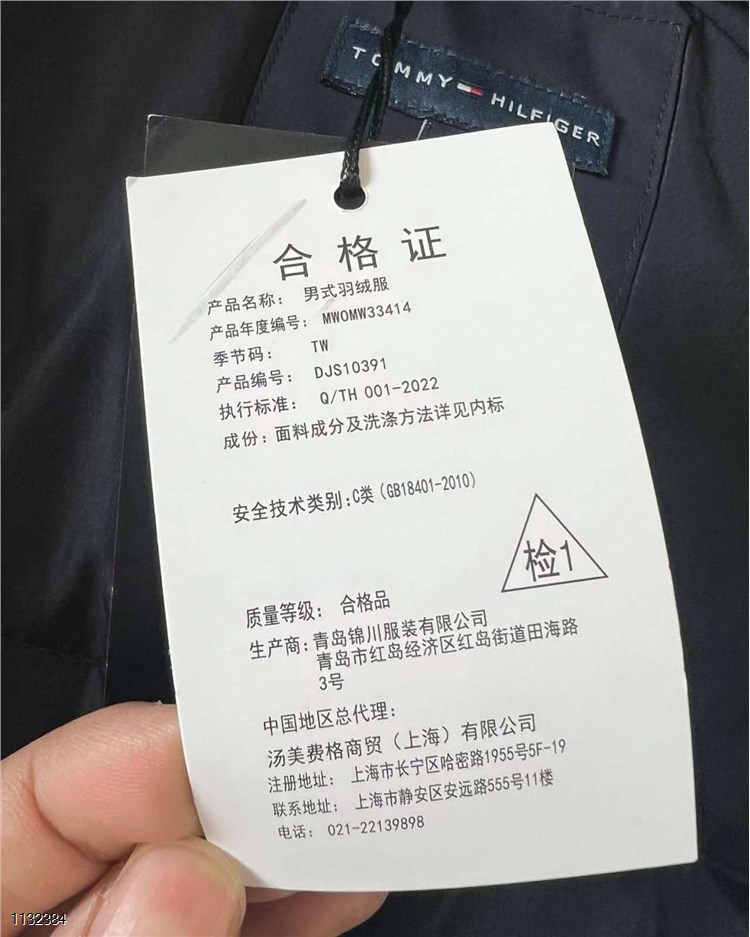 TOMMY HILFIGER
合格证
产品名称： 男式羽绒服
产品年度编号： MW0MW33414
季节码： TW
产品编号： DJS10391
执行标准： Q/TH 001-2022
成份：面料成分及洗涤方法详见内标
安全技术类别:C类(GB18401-2010)
检1
质量等级： 合格品
生产商：青岛锦川服装有限公司
青岛市红岛经济区红岛街道田海路
3号
中国地区总代理：
汤美费格商贸（上海）有限公司
注册地址： 上海市长宁区哈密路1955号5F-19
联系地址： 上海市静安区安远路555号11楼
电话： 021-22139898
1132384